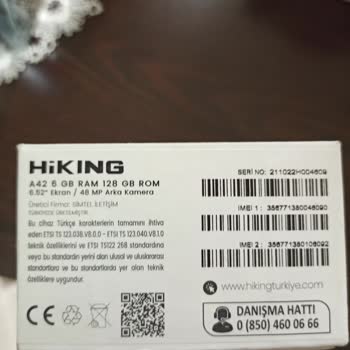 HiKING
A42 6 GB RAM 128 GB ROM
6.52" Ekran / 48 MP Arka Kamera
Üretici Firma: SİMTEL İLETİŞİM
TÜRKİYE'DE ÜRETİLMİŞTİR
Bu cihaz Türkçe karakterlerin tamamını ihtiva
eden ETSI TS 123.038.V8.0.0 - ETSI TS 123.040.V8.1.0
teknik özelliklerini ve ETSI TS122 268 standardına
veya bu standardın yerini alan ulusal ve uluslararası
standartlara ve bu standartlarda yer alan teknik
özelliklere uygundur.
SERİ NO: 211022H004609
IMEI 1: 356771380046090
IMEI 2: 356771380106092
www.hikingturkiye.com
DANIŞMA HATTI
0 (850) 460 06 66
CE